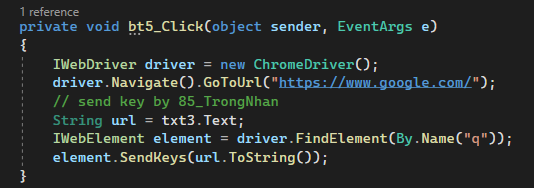 1 reference
private void bt5_Click(object sender, EventArgs e)
{
IWebDriver driver = new ChromeDriver();
driver.Navigate().GoToUrl("https://www.google.com/");
// send key by 85_TrongNhan
String url = txt3.Text;
IWebElement element = driver.FindElement(By.Name("q"));
element.SendKeys(url.ToString());
}